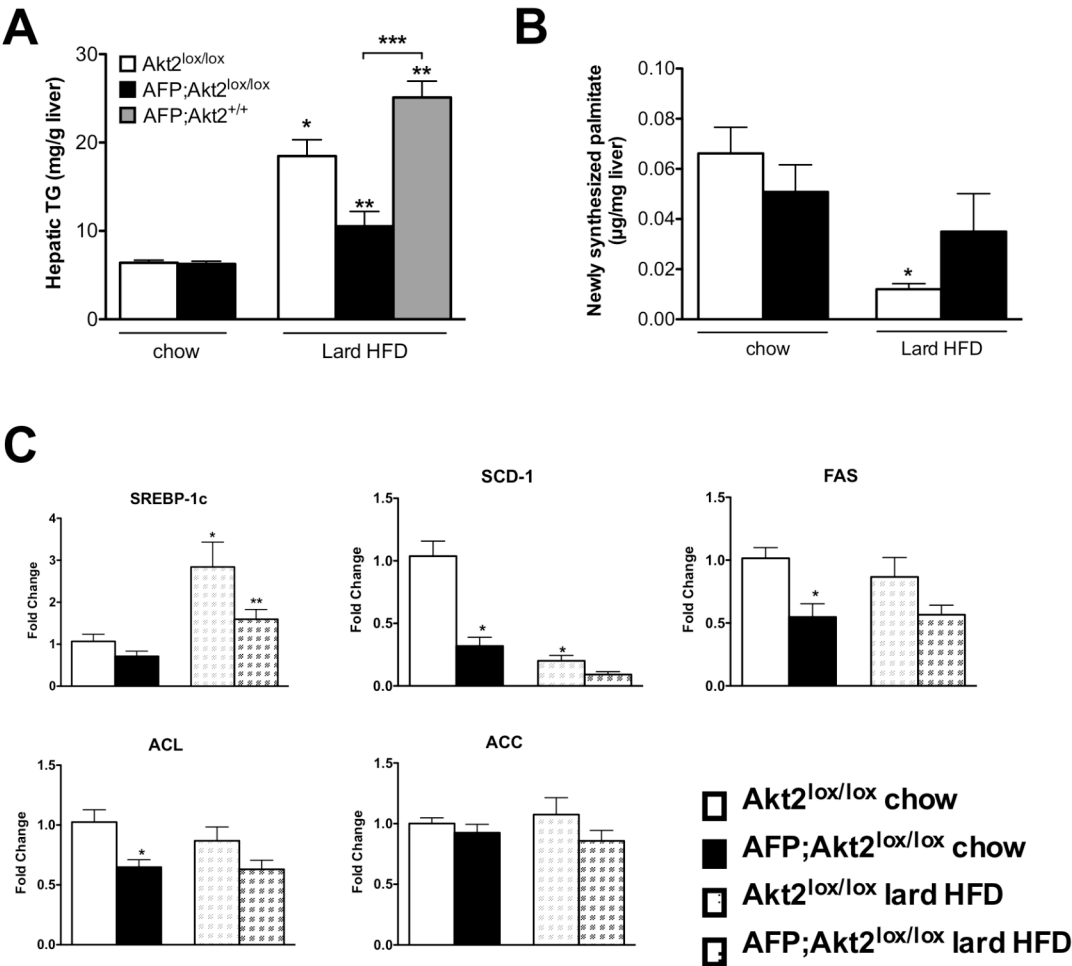 A
Hepatic TG (mg/g liver)
30
20
10
0
Akt2lox/lox
AFP;Akt2lox/lox
AFP;Akt2+/+
*
**
***
**
chow
Lard HFD
B
Newly synthesized palmitate
(µg/mg liver)
0.10
0.08
0.06
0.04
0.02
0.00
*
chow
Lard HFD
C
SREBP-1c
Fold Change
4
3
2
1
0
*
**
SCD-1
Fold Change
1.5
1.0
0.5
0.0
*
*
FAS
Fold Change
1.5
1.0
0.5
0.0
*
ACL
Fold Change
1.5
1.0
0.5
0.0
*
ACC
Fold Change
1.5
1.0
0.5
0.0
Akt2lox/lox chow
AFP;Akt2lox/lox chow
Akt2lox/lox lard HFD
AFP;Akt2lox/lox lard HFD